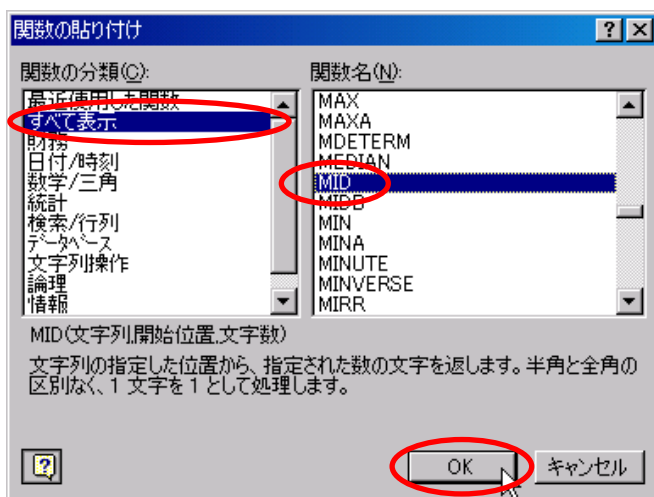 関数の貼り付け
関数の分類(C):
関数名(N):
最近使用した関数
すべて表示
財務
日付/時刻
数学/三角
統計
検索/行列
データベース
文字列操作
論理
情報
MAX
MAXA
MDETERM
MEDIAN
MID
MIDB
MIN
MINA
MINUTE
MINVERSE
MIRR
MID(文字列,開始位置,文字数)
文字列の指定した位置から、指定された数の文字を返します。半角と全角の
区別なく、1 文字を 1 として処理します。
OK
キャンセル